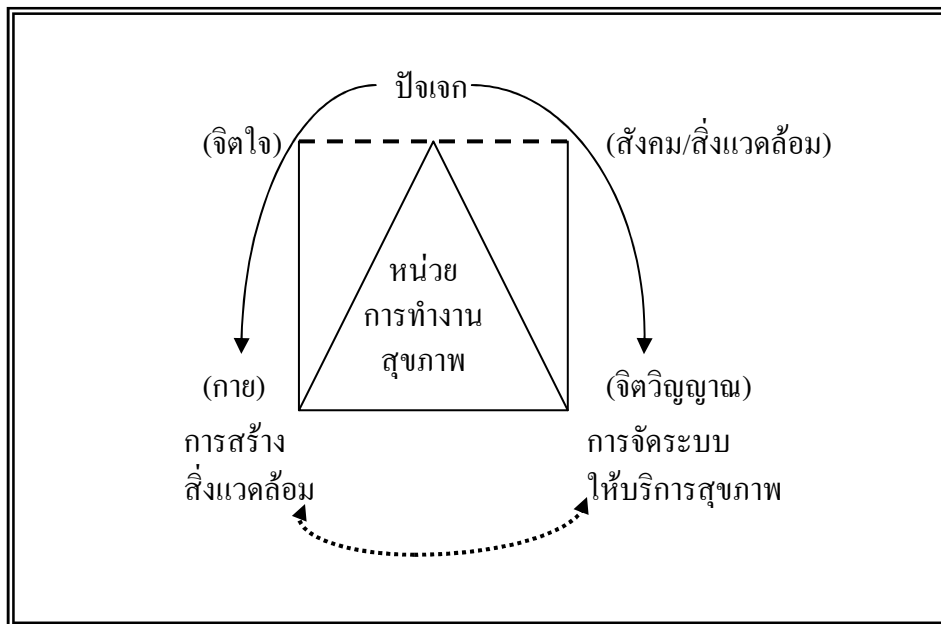 ปัจเจก
(จิตใจ)
(สังคม/สิ่งแวดล้อม)
หน่วย
การทำงาน
สุขภาพ
(กาย)
(จิตวิญญาณ)
การสร้าง
สิ่งแวดล้อม
การจัดระบบ
ให้บริการสุขภาพ